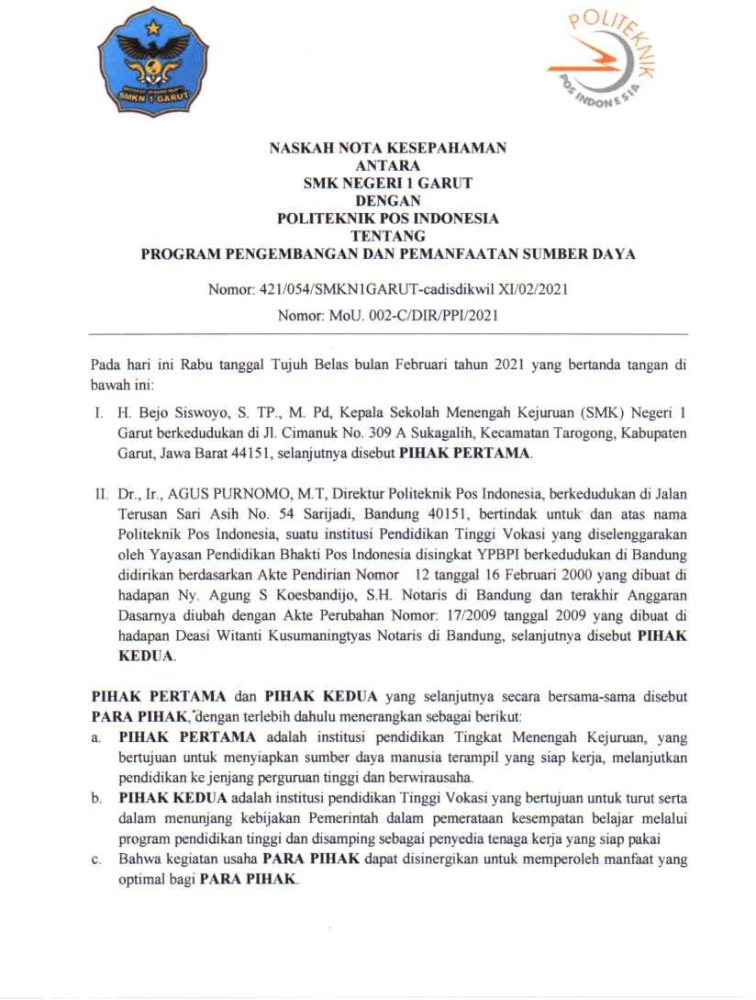 SMKN 1 GARUT
POLITEKNIK
POS INDONESIA
NASKAH NOTA KESEPAHAMAN
ANTARA
SMK NEGERI 1 GARUT
DENGAN
POLITEKNIK POS INDONESIA
TENTANG
PROGRAM PENGEMBANGAN DAN PEMANFAATAN SUMBER DAYA
Nomor: 421/054/SMKN1GARUT-cadisdikwil XI/02/2021
Nomor: MoU. 002-C/DIR/PPI/2021
Pada hari ini Rabu tanggal Tujuh Belas bulan Februari tahun 2021 yang bertanda tangan di
bawah ini:
I. H. Bejo Siswoyo, S. TP., M. Pd, Kepala Sekolah Menengah Kejuruan (SMK) Negeri 1
Garut berkedudukan di Jl. Cimanuk No. 309 A Sukagalih, Kecamatan Tarogong, Kabupaten
Garut, Jawa Barat 44151, selanjutnya disebut PIHAK PERTAMA.
II. Dr., Ir., AGUS PURNOMO, M.T, Direktur Politeknik Pos Indonesia, berkedudukan di Jalan
Terusan Sari Asih No. 54 Sarijadi, Bandung 40151, bertindak untuk dan atas nama
Politeknik Pos Indonesia, suatu institusi Pendidikan Tinggi Vokasi yang diselenggarakan
oleh Yayasan Pendidikan Bhakti Pos Indonesia disingkat YPBPI berkedudukan di Bandung
didirikan berdasarkan Akte Pendirian Nomor 12 tanggal 16 Februari 2000 yang dibuat di
hadapan Ny. Agung S Koesbandijo, S.H. Notaris di Bandung dan terakhir Anggaran
Dasarnya diubah dengan Akte Perubahan Nomor: 17/2009 tanggal 2009 yang dibuat di
hadapan Deasi Witanti Kusumaningtyas Notaris di Bandung, selanjutnya disebut PIHAK
KEDUA.
PIHAK PERTAMA dan PIHAK KEDUA yang selanjutnya secara bersama-sama disebut
PARA PIHAK, dengan terlebih dahulu menerangkan sebagai berikut:
a. PIHAK PERTAMA adalah institusi pendidikan Tingkat Menengah Kejuruan, yang
bertujuan untuk menyiapkan sumber daya manusia terampil yang siap kerja, melanjutkan
pendidikan ke jenjang perguruan tinggi dan berwirausaha.
b. PIHAK KEDUA adalah institusi pendidikan Tinggi Vokasi yang bertujuan untuk turut serta
dalam menunjang kebijakan Pemerintah dalam pemerataan kesempatan belajar melalui
program pendidikan tinggi dan disamping sebagai penyedia tenaga kerja yang siap pakai
c. Bahwa kegiatan usaha PARA PIHAK dapat disinergikan untuk memperoleh manfaat yang
optimal bagi PARA PIHAK.